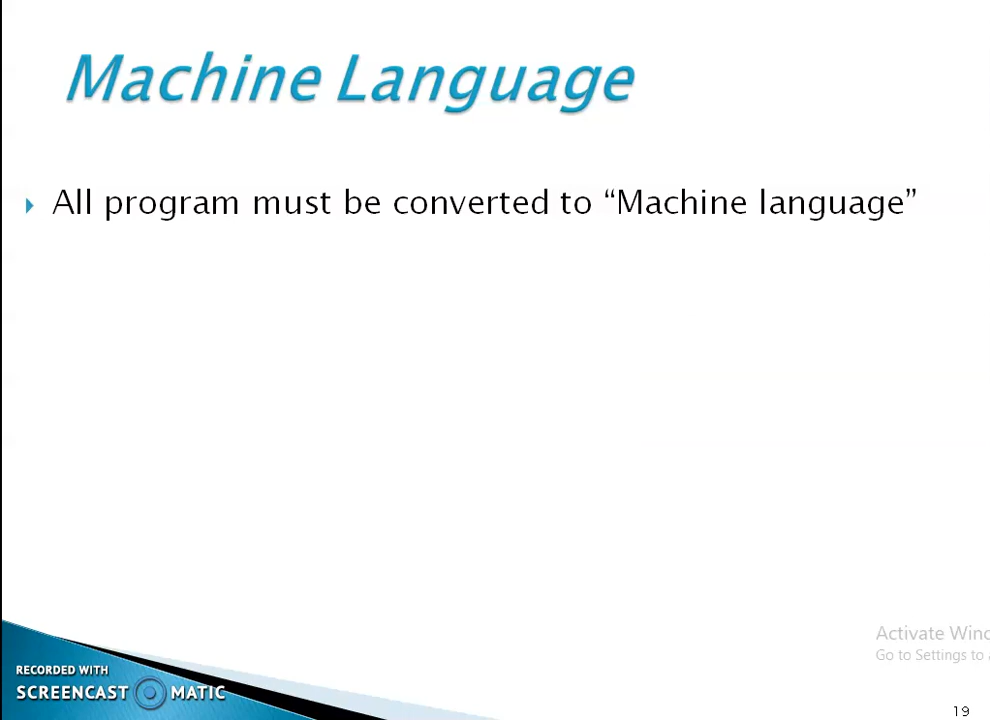 Machine Language
All program must be converted to “Machine language”
Activate Wind
Go to Settings to
RECORDED WITH
SCREENCAST MATIC
19